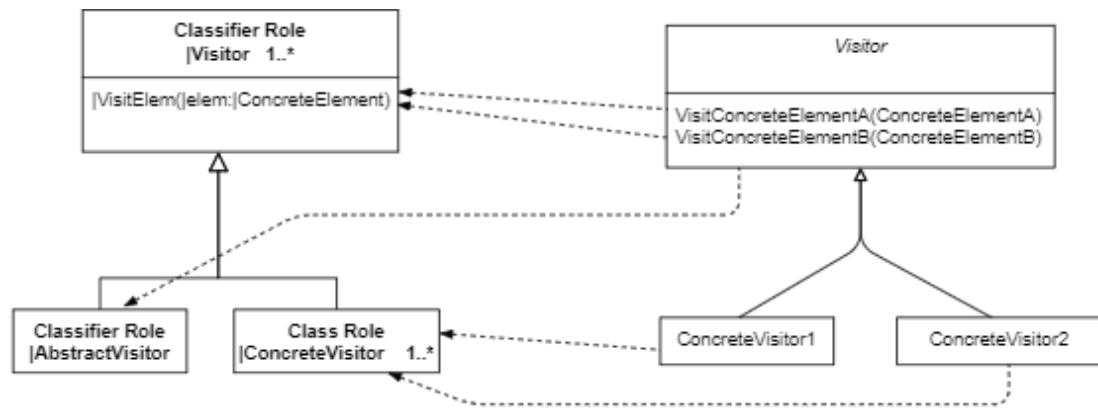 Classifier Role
|Visitor 1..*
|VisitElem(|elem:|ConcreteElement)
Visitor
VisitConcreteElementA(ConcreteElementA)
VisitConcreteElementB(ConcreteElementB)
Classifier Role
|AbstractVisitor
Class Role
|ConcreteVisitor 1..*
ConcreteVisitor1
ConcreteVisitor2